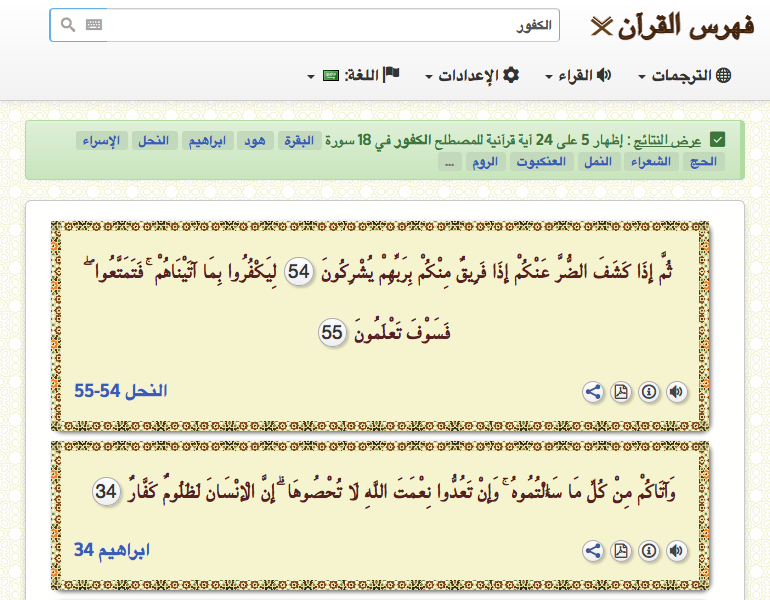 فهرس القرآن
الكفور
الترجمات القراء الإعدادات اللغة:
عرض النتائج : إظهار 5 على 24 آية قرآنية للمصطلح الكفور في 18 سورة البقرة هود ابراهيم النحل الإسراء
الحج الشعراء النمل العنكبوت الروم ...
ثُمَّ إِذَا كَشَفَ الضُّرَّ عَنْكُمْ إِذَا فَرِيقٌ مِنْكُمْ بِرَبِّهِمْ يُشْرِكُونَ 54 لِيَكْفُرُوا بِمَا آتَيْنَاهُمْ ۚ فَتَمَتَّعُوا ۖ
فَسَوْفَ تَعْلَمُونَ 55
النحل 54-55
وَآتَاكُمْ مِنْ كُلِّ مَا سَأَلْتُمُوهُ ۚ وَإِنْ تَعُدُّوا نِعْمَتَ اللَّهِ لَا تُحْصُوهَا ۗ إِنَّ الْإِنْسَانَ لَظَلُومٌ كَفَّارٌ 34
ابراهيم 34